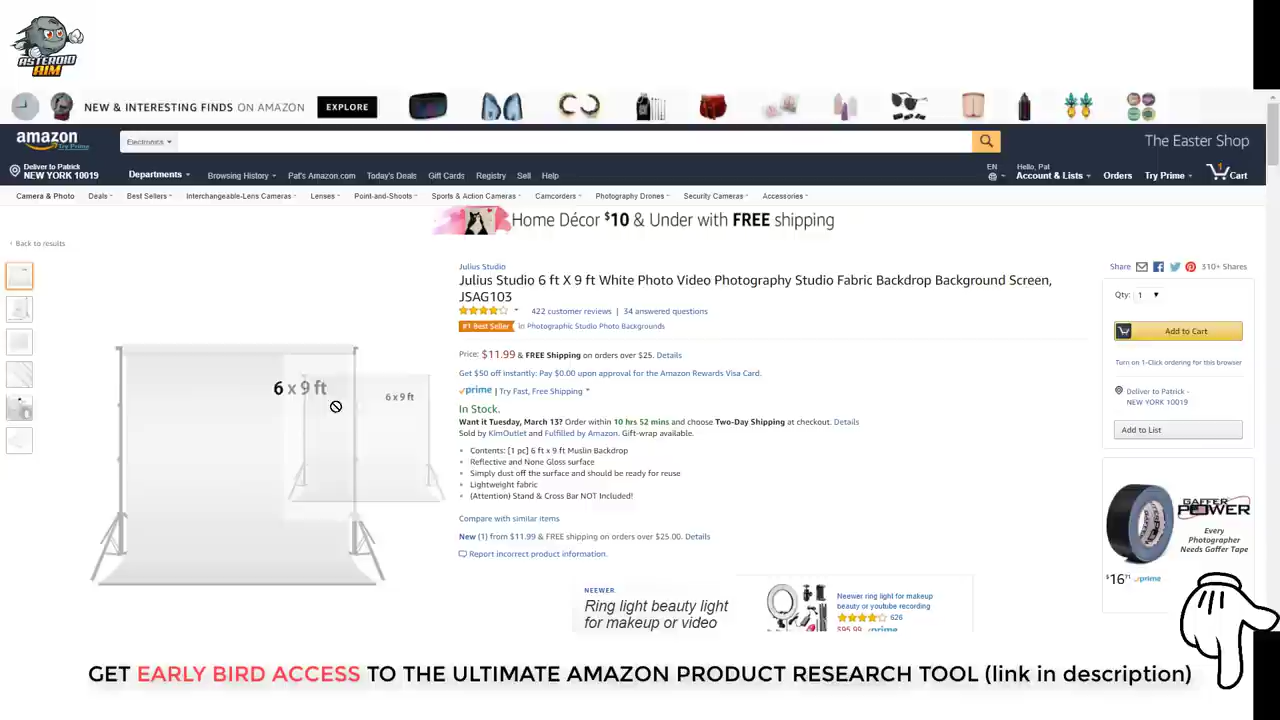 ASTEROID
AIM
NEW & INTERESTING FINDS ON AMAZON
EXPLORE
amazon
Try Prime
Electronics
The Easter Shop
Deliver to Patrick
NEW YORK 10019
Departments
Browsing History
Pat's Amazon.com
Today's Deals
Gift Cards
Registry
Sell
Help
EN
Hello, Pat
Account & Lists
Orders
Try Prime
1
Cart
Camera & Photo
Deals
Best Sellers
Interchangeable-Lens Cameras
Lenses
Point-and-Shoots
Sports & Action Cameras
Camcorders
Photography Drones
Security Cameras
Accessories
Home Décor $10 & Under with FREE shipping
‹ Back to results
Julius Studio
Julius Studio 6 ft X 9 ft White Photo Video Photography Studio Fabric Backdrop Background Screen,
JSAG103
422 customer reviews | 34 answered questions
#1 Best Seller in Photographic Studio Photo Backgrounds
Price: $11.99 & FREE Shipping on orders over $25. Details
Get $50 off instantly: Pay $0.00 upon approval for the Amazon Rewards Visa Card.
prime | Try Fast, Free Shipping
In Stock.
Want it Tuesday, March 13? Order within 10 hrs 52 mins and choose Two-Day Shipping at checkout. Details
Sold by KimOutlet and Fulfilled by Amazon. Gift-wrap available.
• Contents: [1 pc] 6 ft x 9 ft Muslin Backdrop
• Reflective and None Gloss surface
• Simply dust off the surface and should be ready for reuse
• Lightweight fabric
• (Attention) Stand & Cross Bar NOT Included!
Compare with similar items
New (1) from $11.99 & FREE shipping on orders over $25.00. Details
Report incorrect product information.
6 x 9 ft
6 x 9 ft
NEEWER
Ring light beauty light
for makeup or video
Neewer ring light for makeup
beauty or youtube recording
626
$95.99 prime
Share
310+ Shares
Qty: 1
Add to Cart
Turn on 1-Click ordering for this browser
Deliver to Patrick -
NEW YORK 10019
Add to List
GAFFER
POWER
Every
Photographer
Needs Gaffer Tape
$16.71 prime
GET EARLY BIRD ACCESS TO THE ULTIMATE AMAZON PRODUCT RESEARCH TOOL (link in description)